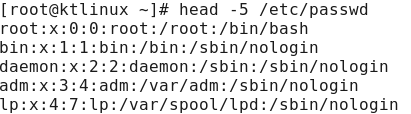 [root@ktlinux ~]# head -5 /etc/passwd
root:x:0:0:root:/root:/bin/bash
bin:x:1:1:bin:/bin:/sbin/nologin
daemon:x:2:2:daemon:/sbin:/sbin/nologin
adm:x:3:4:adm:/var/adm:/sbin/nologin
lp:x:4:7:lp:/var/spool/lpd:/sbin/nologin